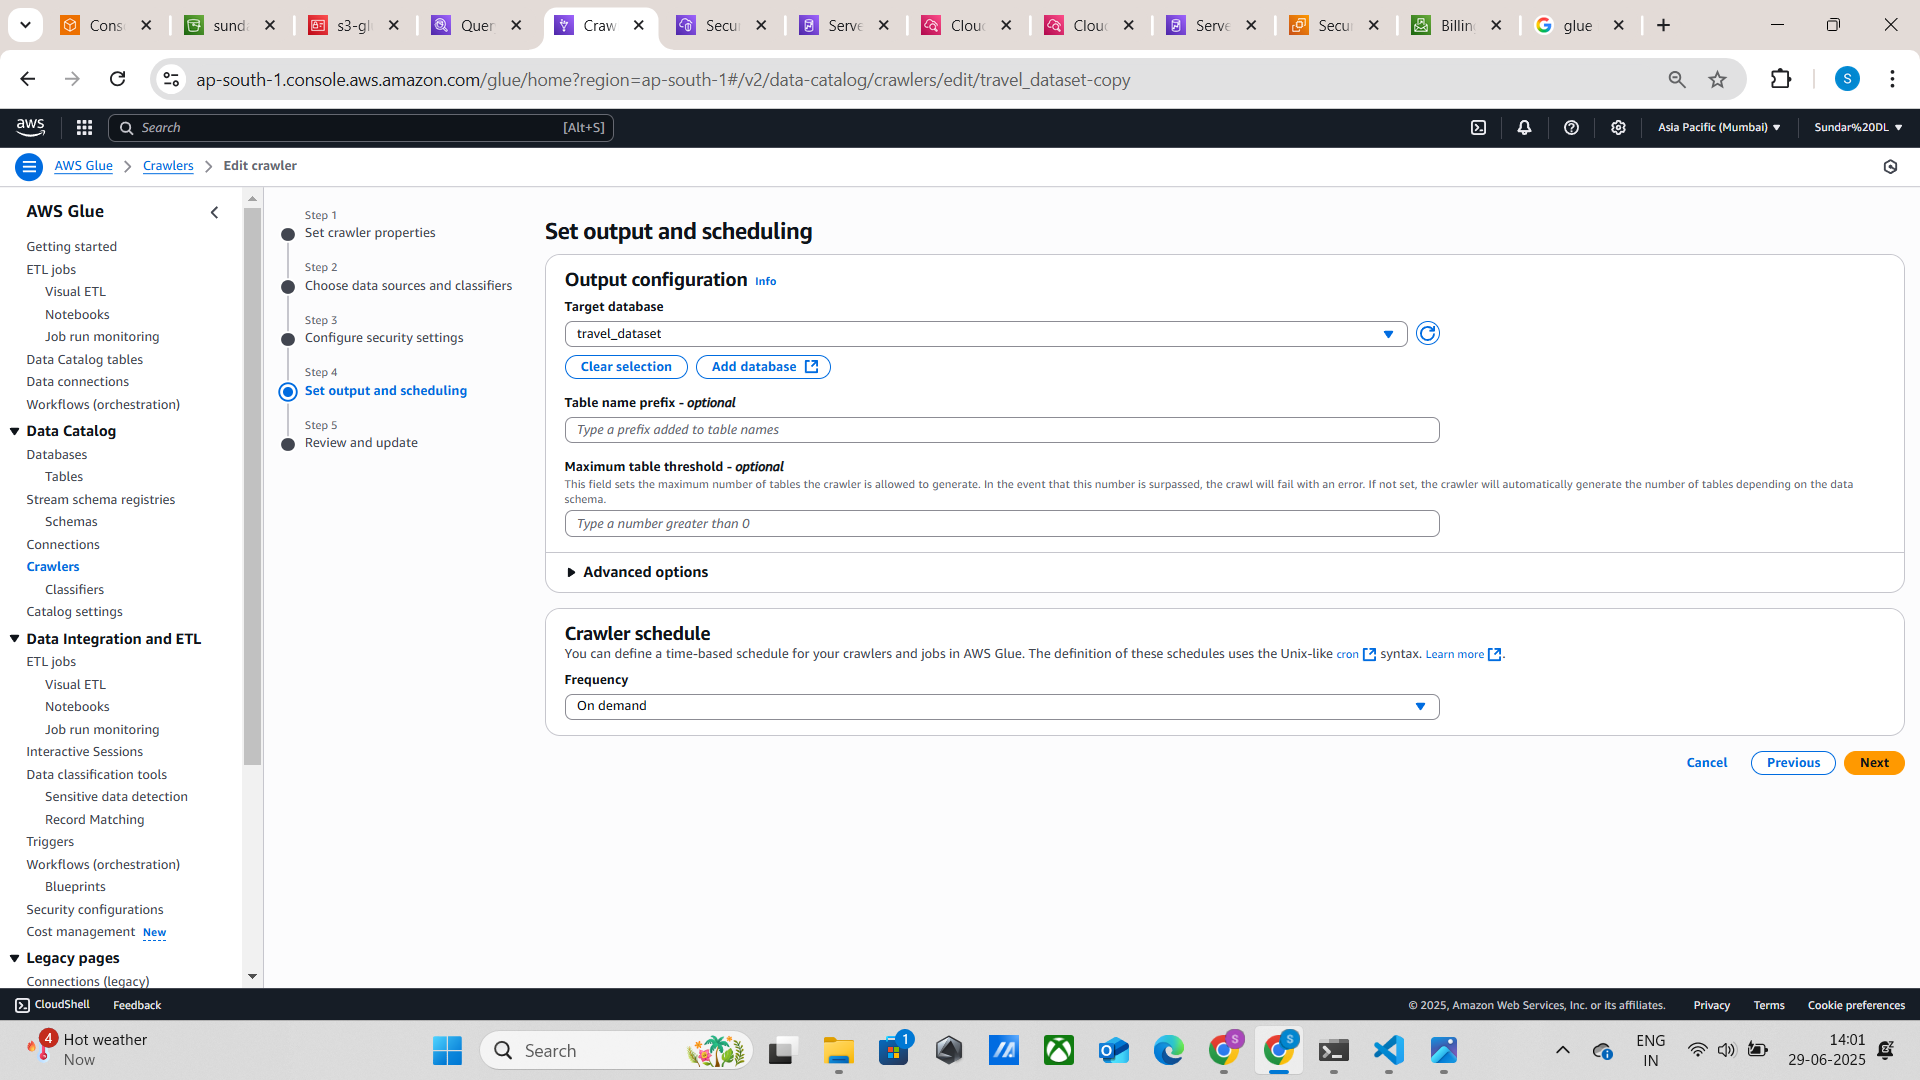 Cons
sunda
s3-gl
Quer
Craw
Secur
Serve
Clou
Clou
Serve
Secu
Billin
glue
ap-south-1.console.aws.amazon.com/glue/home?region=ap-south-1#/v2/data-catalog/crawlers/edit/travel_dataset-copy
S
aws
Search
[Alt+S]
Asia Pacific (Mumbai)
Sundar%20DL
AWS Glue
Crawlers
Edit crawler
AWS Glue
Getting started
ETL jobs
Visual ETL
Notebooks
Job run monitoring
Data Catalog tables
Data connections
Workflows (orchestration)
Data Catalog
Databases
Tables
Stream schema registries
Schemas
Connections
Crawlers
Classifiers
Catalog settings
Data Integration and ETL
ETL jobs
Visual ETL
Notebooks
Job run monitoring
Interactive Sessions
Data classification tools
Sensitive data detection
Record Matching
Triggers
Workflows (orchestration)
Blueprints
Security configurations
Cost management New
Legacy pages
Connections (legacy)
Step 1
Set crawler properties
Step 2
Choose data sources and classifiers
Step 3
Configure security settings
Step 4
Set output and scheduling
Step 5
Review and update
Set output and scheduling
Output configuration Info
Target database
travel_dataset
Clear selection
Add database
Table name prefix - optional
Type a prefix added to table names
Maximum table threshold - optional
This field sets the maximum number of tables the crawler is allowed to generate. In the event that this number is surpassed, the crawl will fail with an error. If not set, the crawler will automatically generate the number of tables depending on the data
schema.
Type a number greater than 0
Advanced options
Crawler schedule
You can define a time-based schedule for your crawlers and jobs in AWS Glue. The definition of these schedules uses the Unix-like cron syntax. Learn more .
Frequency
On demand
Cancel
Previous
Next
CloudShell
Feedback
© 2025, Amazon Web Services, Inc. or its affiliates.
Privacy
Terms
Cookie preferences
4
Hot weather
Now
Search
1
S
S
ENG
IN
14:01
29-06-2025